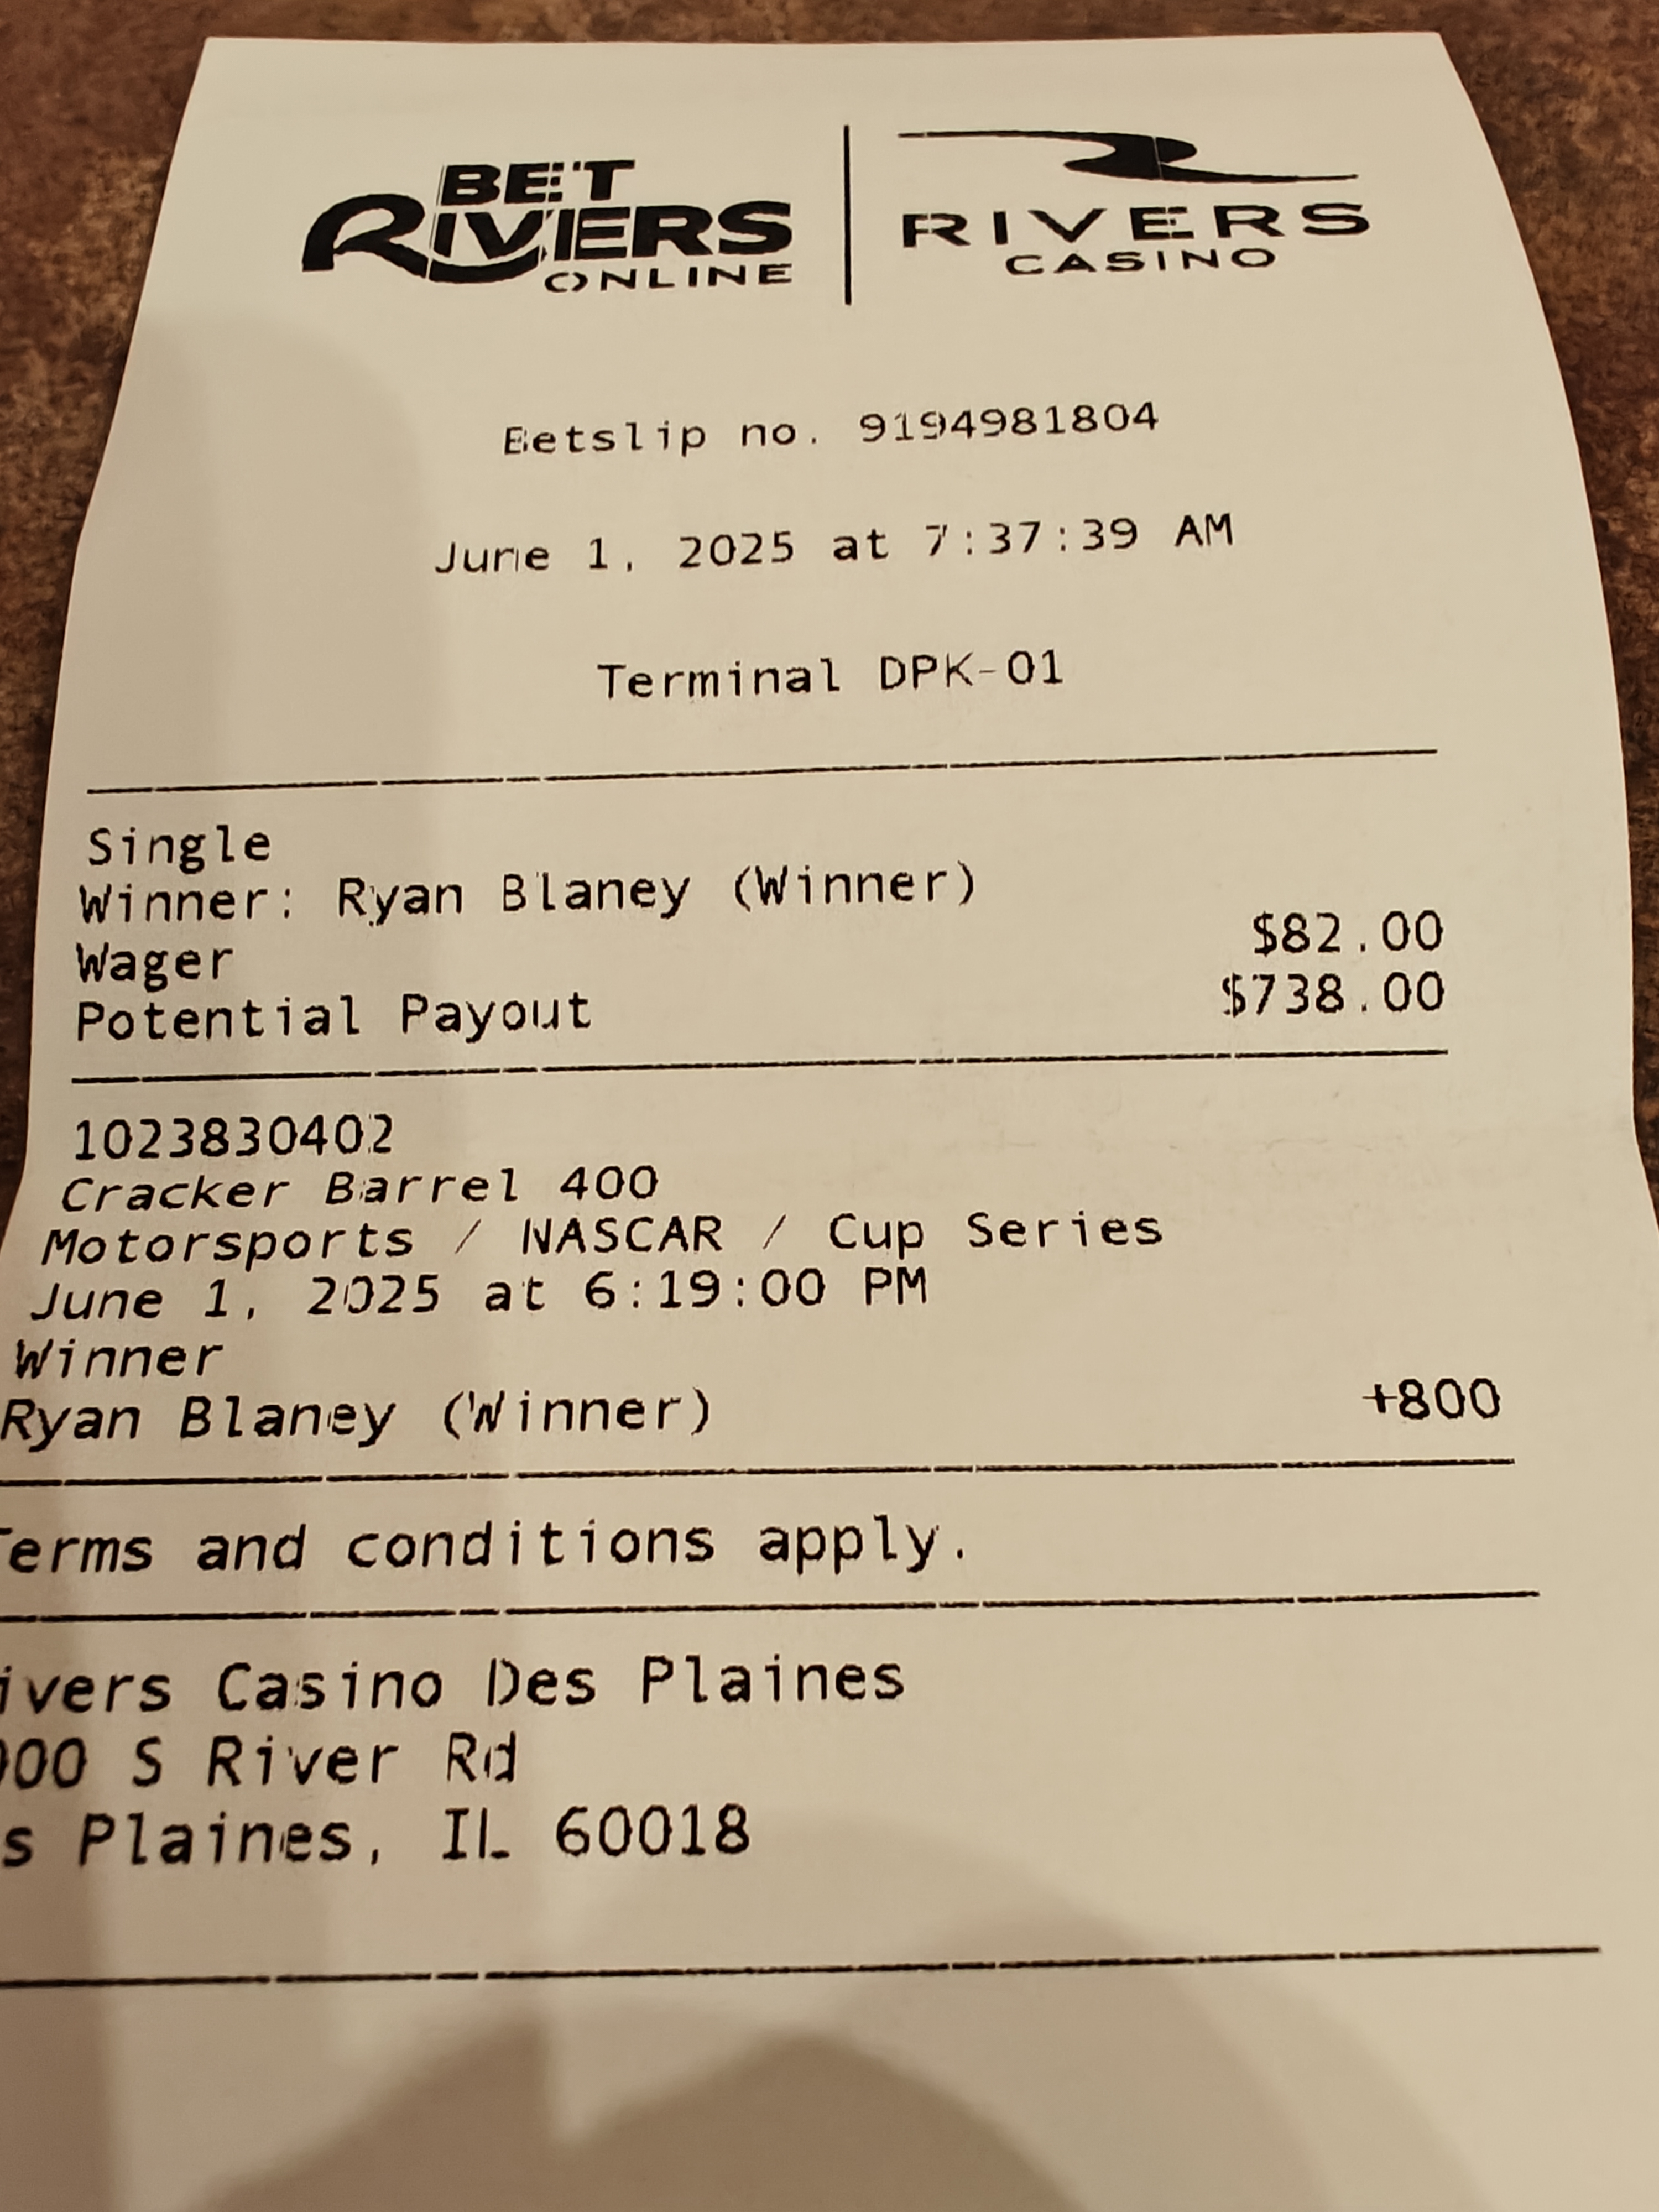 BET
RIVERS
ONLINE
RIVERS
CASINO
Betslip no. 9194981804
June 1, 2025 at 7:37:39 AM
Terminal DPK-01
Single
Winner: Ryan Blaney (Winner)
Wager $82.00
Potential Payout $738.00
1023830402
Cracker Barrel 400
Motorsports / NASCAR / Cup Series
June 1, 2025 at 6:19:00 PM
Winner
Ryan Blaney (Winner) +800
Terms and conditions apply.
ivers Casino Des Plaines
000 S River Rd
s Plaines, IL 60018